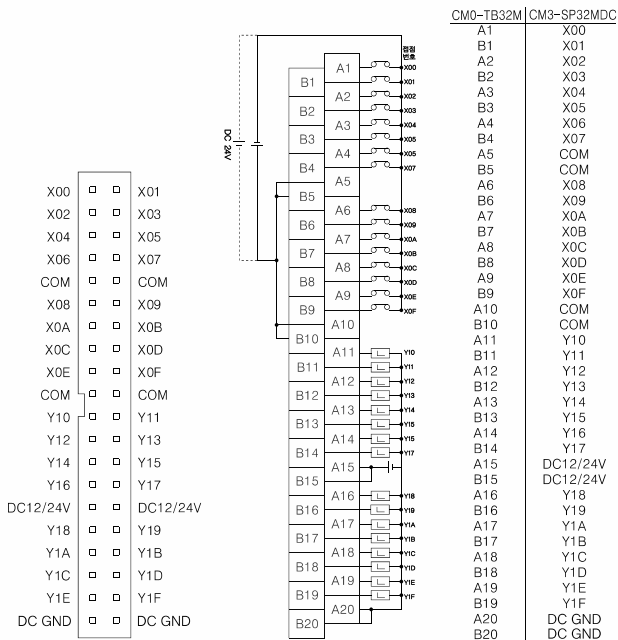 X00 X01
X02 X03
X04 X05
X06 X07
COM COM
X08 X09
X0A X0B
X0C X0D
X0E X0F
COM COM
Y10 Y11
Y12 Y13
Y14 Y15
Y16 Y17
DC12/24V DC12/24V
Y18 Y19
Y1A Y1B
Y1C Y1D
Y1E Y1F
DC GND DC GND
DC 24V
접점
번호
A1 X00
B1 X01
A2 X02
B2 X03
A3 X04
B3 X05
A4 X05
B4 X07
A5
B5
A6 X08
B6 X09
A7 X0A
B7 X0B
A8 X0C
B8 X0D
A9 X0E
B9 X0F
A10
B10
A11 L Y10
B11 L Y11
A12 L Y12
B12 L Y13
A13 L Y14
B13 L Y15
A14 L Y15
B14 L Y17
A15
B15
A16 L Y18
B16 L Y19
A17 L Y1A
B17 L Y1B
A18 L Y1C
B18 L Y1D
A19 L Y1E
B19 L Y1F
A20
B20
CM0-TB32M CM3-SP32MDC
A1 X00
B1 X01
A2 X02
B2 X03
A3 X04
B3 X05
A4 X06
B4 X07
A5 COM
B5 COM
A6 X08
B6 X09
A7 X0A
B7 X0B
A8 X0C
B8 X0D
A9 X0E
B9 X0F
A10 COM
B10 COM
A11 Y10
B11 Y11
A12 Y12
B12 Y13
A13 Y14
B13 Y15
A14 Y16
B14 Y17
A15 DC12/24V
B15 DC12/24V
A16 Y18
B16 Y19
A17 Y1A
B17 Y1B
A18 Y1C
B18 Y1D
A19 Y1E
B19 Y1F
A20 DC GND
B20 DC GND